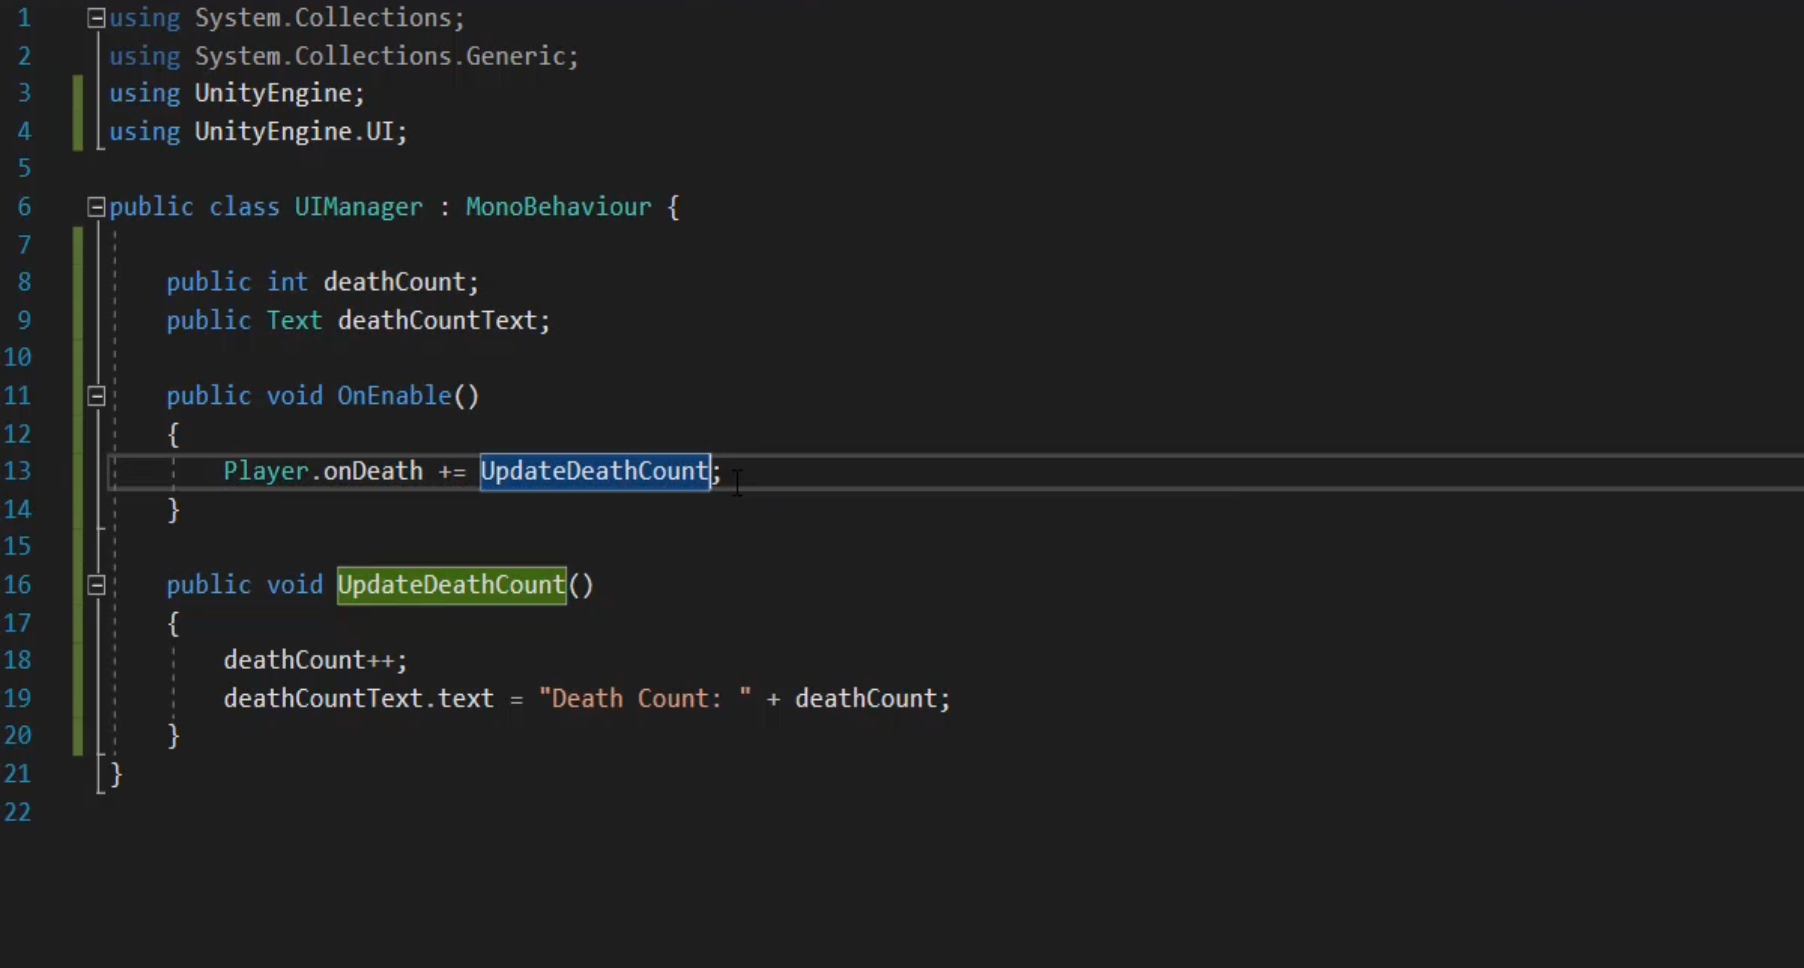 1 using System.Collections;
2 using System.Collections.Generic;
3 using UnityEngine;
4 using UnityEngine.UI;
5
6 public class UIManager : MonoBehaviour {
7
8 public int deathCount;
9 public Text deathCountText;
10
11 public void OnEnable()
12 {
13 Player.onDeath += UpdateDeathCount;
14 }
15
16 public void UpdateDeathCount()
17 {
18 deathCount++;
19 deathCountText.text = "Death Count: " + deathCount;
20 }
21 }
22